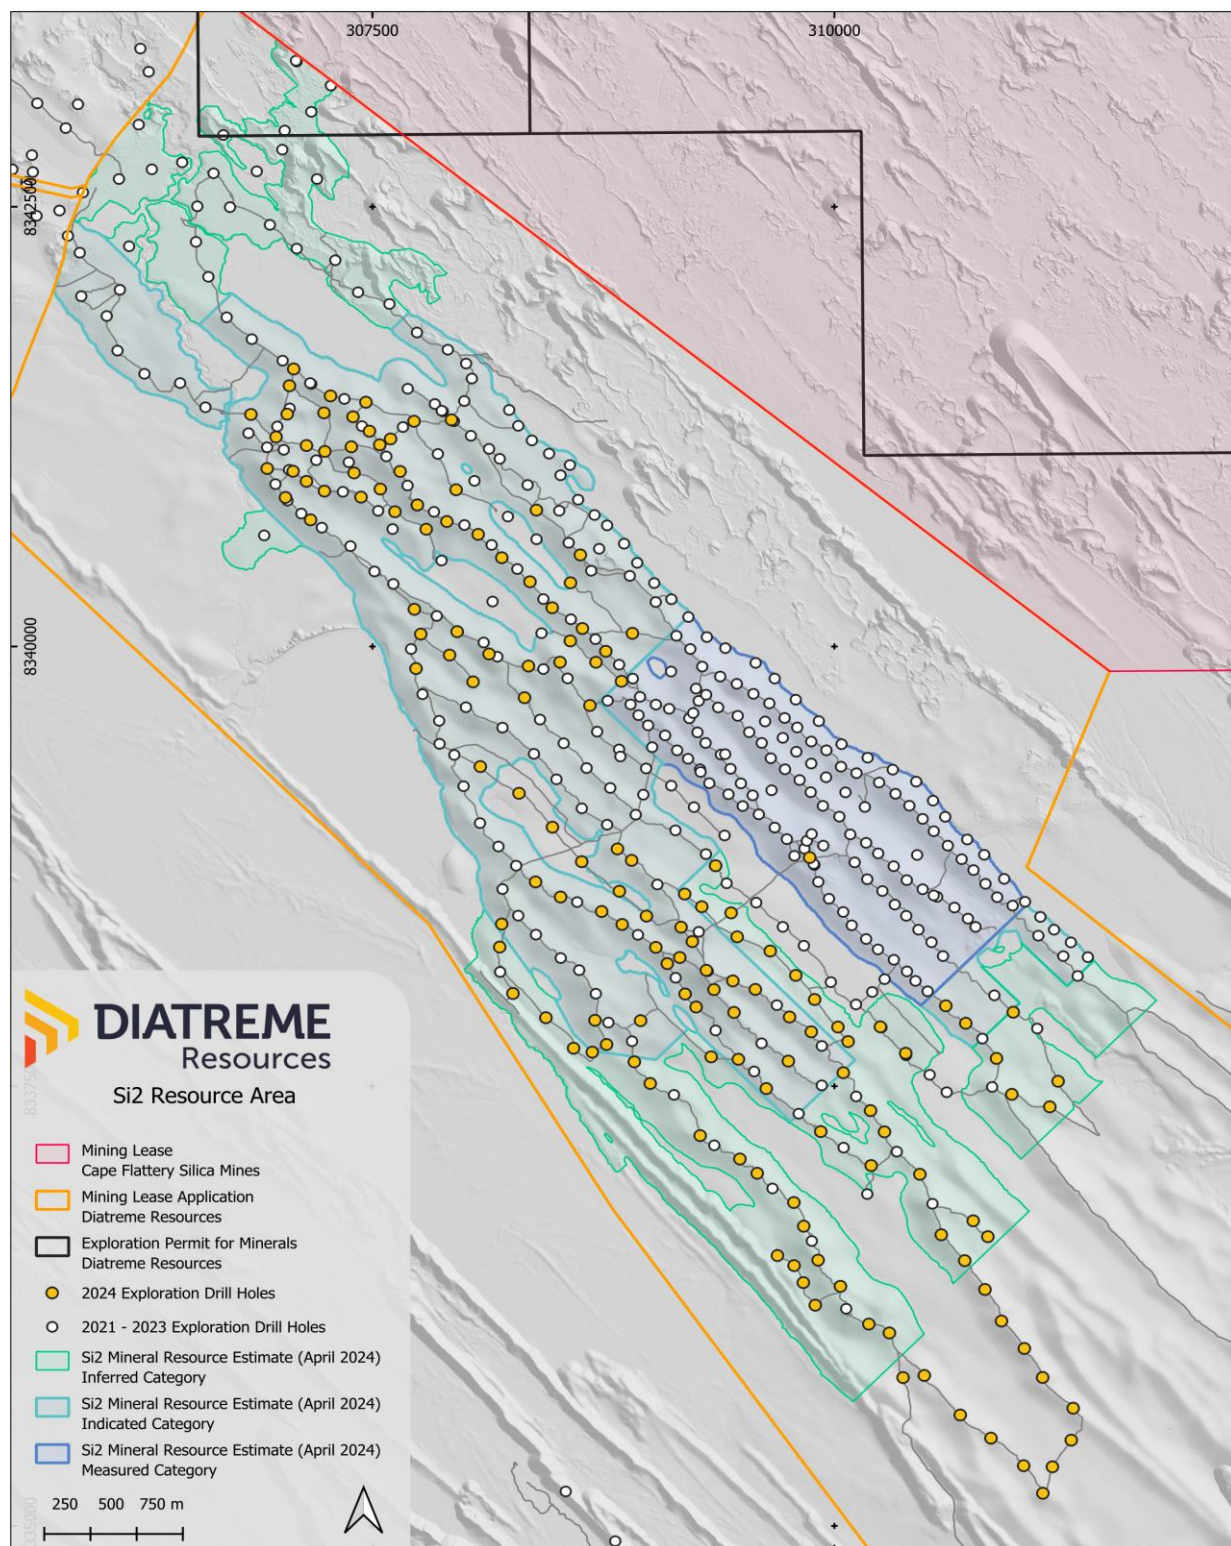 307500
310000
8342500
8340000
DIATREME
Resources
Si2 Resource Area
Mining Lease
Cape Flattery Silica Mines
Mining Lease Application
Diatreme Resources
Exploration Permit for Minerals
Diatreme Resources
2024 Exploration Drill Holes
2021 - 2023 Exploration Drill Holes
Si2 Mineral Resource Estimate (April 2024)
Inferred Category
Si2 Mineral Resource Estimate (April 2024)
Indicated Category
Si2 Mineral Resource Estimate (April 2024)
Measured Category
250 500 750 m